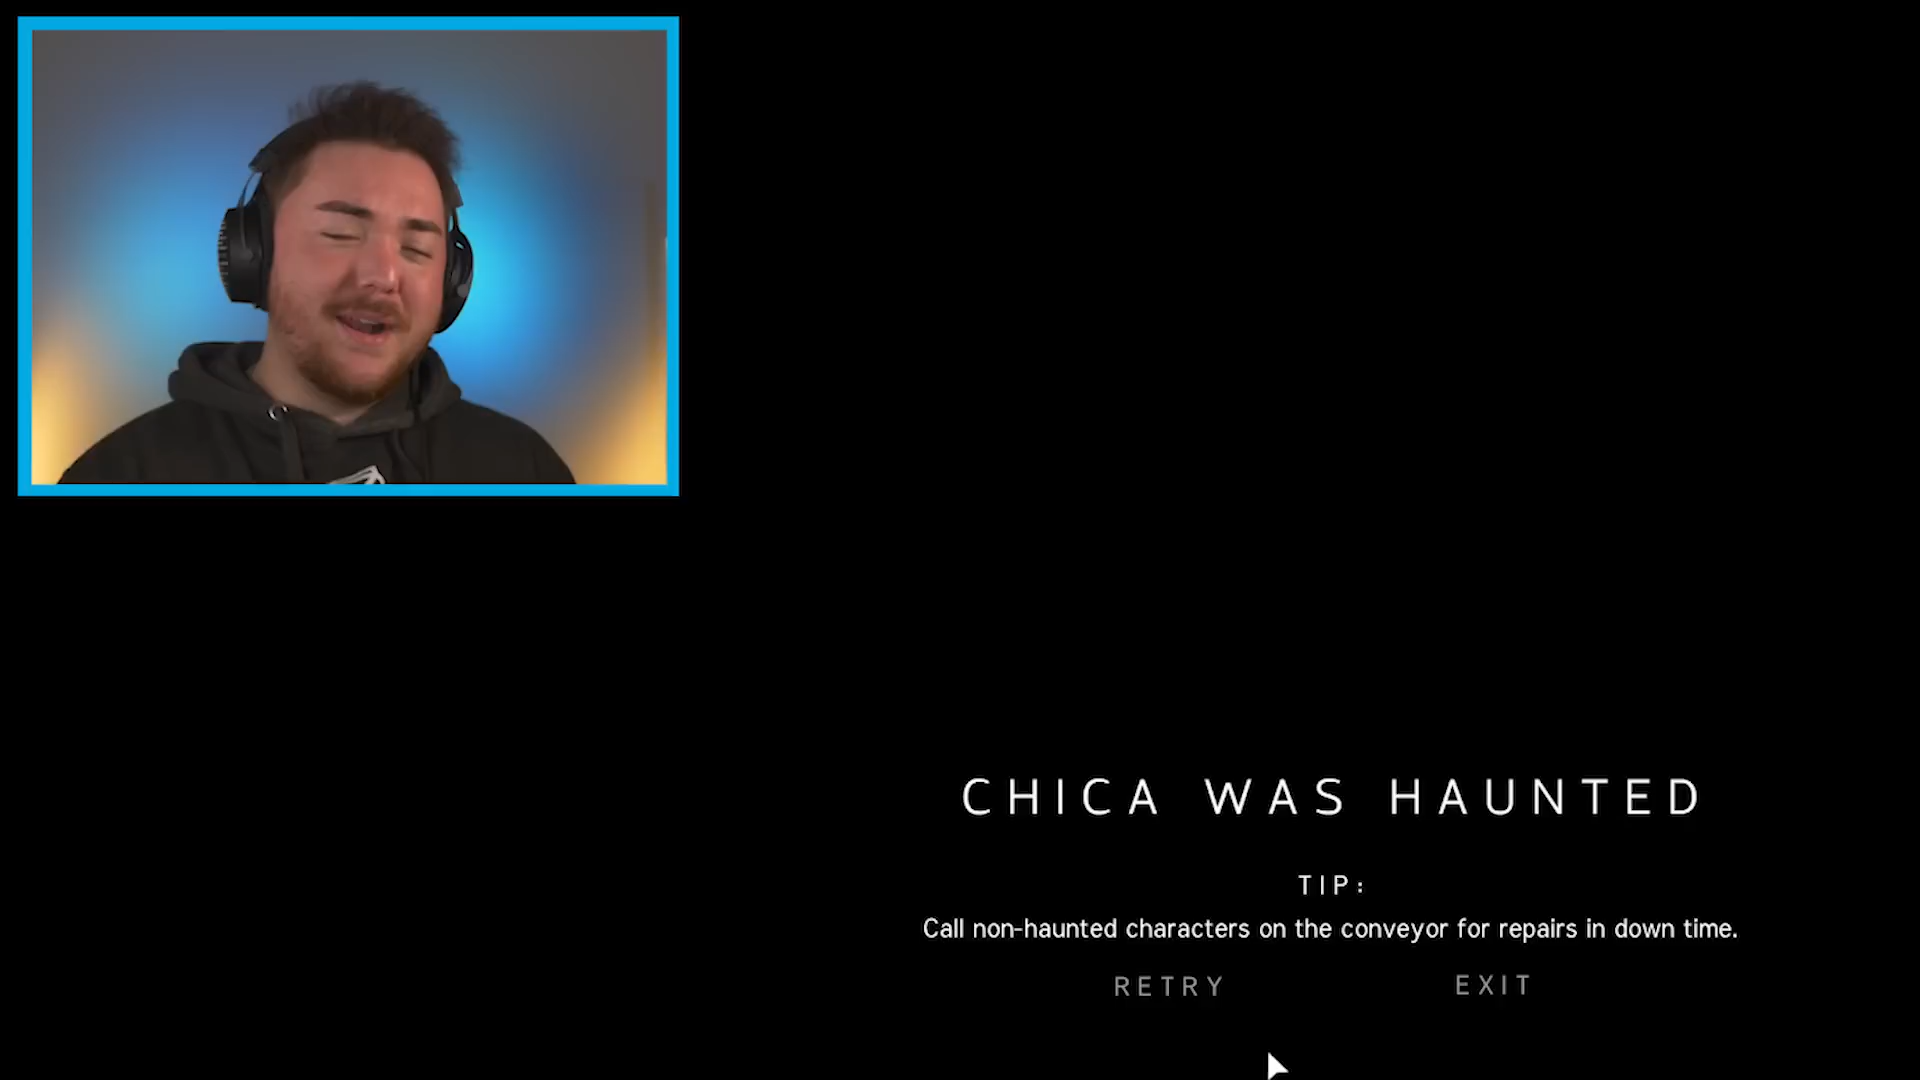 CHICA WAS HAUNTED
TIP:
Call non-haunted characters on the conveyor for repairs in down time.
RETRY EXIT